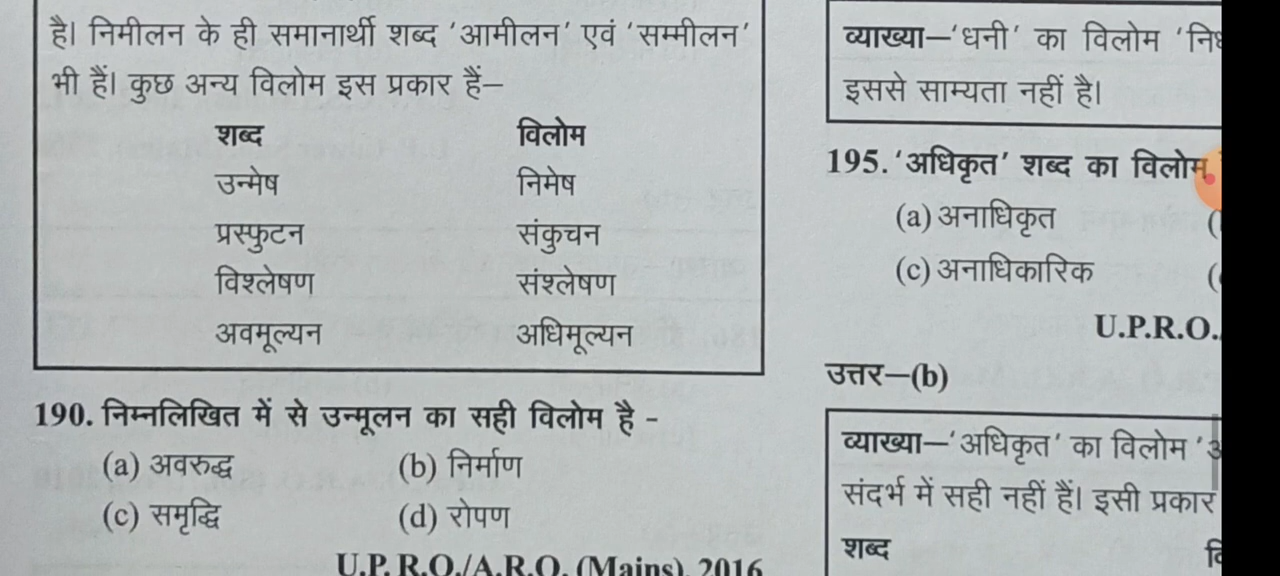 है। निमीलन के ही समानार्थी शब्द 'आमीलन' एवं 'सम्मीलन'
भी हैं। कुछ अन्य विलोम इस प्रकार हैं–
शब्द विलोम
उन्मेष निमेष
प्रस्फुटन संकुचन
विश्लेषण संश्लेषण
अवमूल्यन अधिमूल्यन
190. निम्नलिखित में से उन्मूलन का सही विलोम है -
(a) अवरुद्ध (b) निर्माण
(c) समृद्धि (d) रोपण
U.P.R.O./A.R.O. (Mains), 2016
व्याख्या–'धनी' का विलोम
इससे साम्यता नहीं है।
195. 'अधिकृत' शब्द का विलोम
(a) अनाधिकृत
(c) अनाधिकारिक
U.P.R.O.
उत्तर–(b)
व्याख्या–'अधिकृत' का विलोम
संदर्भ में सही नहीं हैं। इसी प्रकार
शब्द